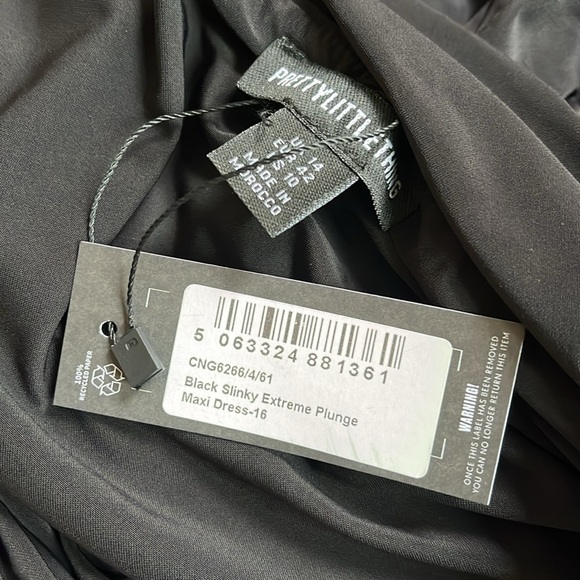 PRETTYLITTLETHING
UK 14
EUR 42
US 10
MADE IN
MOROCCO
5 063324 881361
CNG6266/4/61
Black Slinky Extreme Plunge
Maxi Dress-16
100%
RECYCLED PAPER
WARNING!
ONCE THIS LABEL HAS BEEN REMOVED
YOU CAN NO LONGER RETURN THIS ITEM